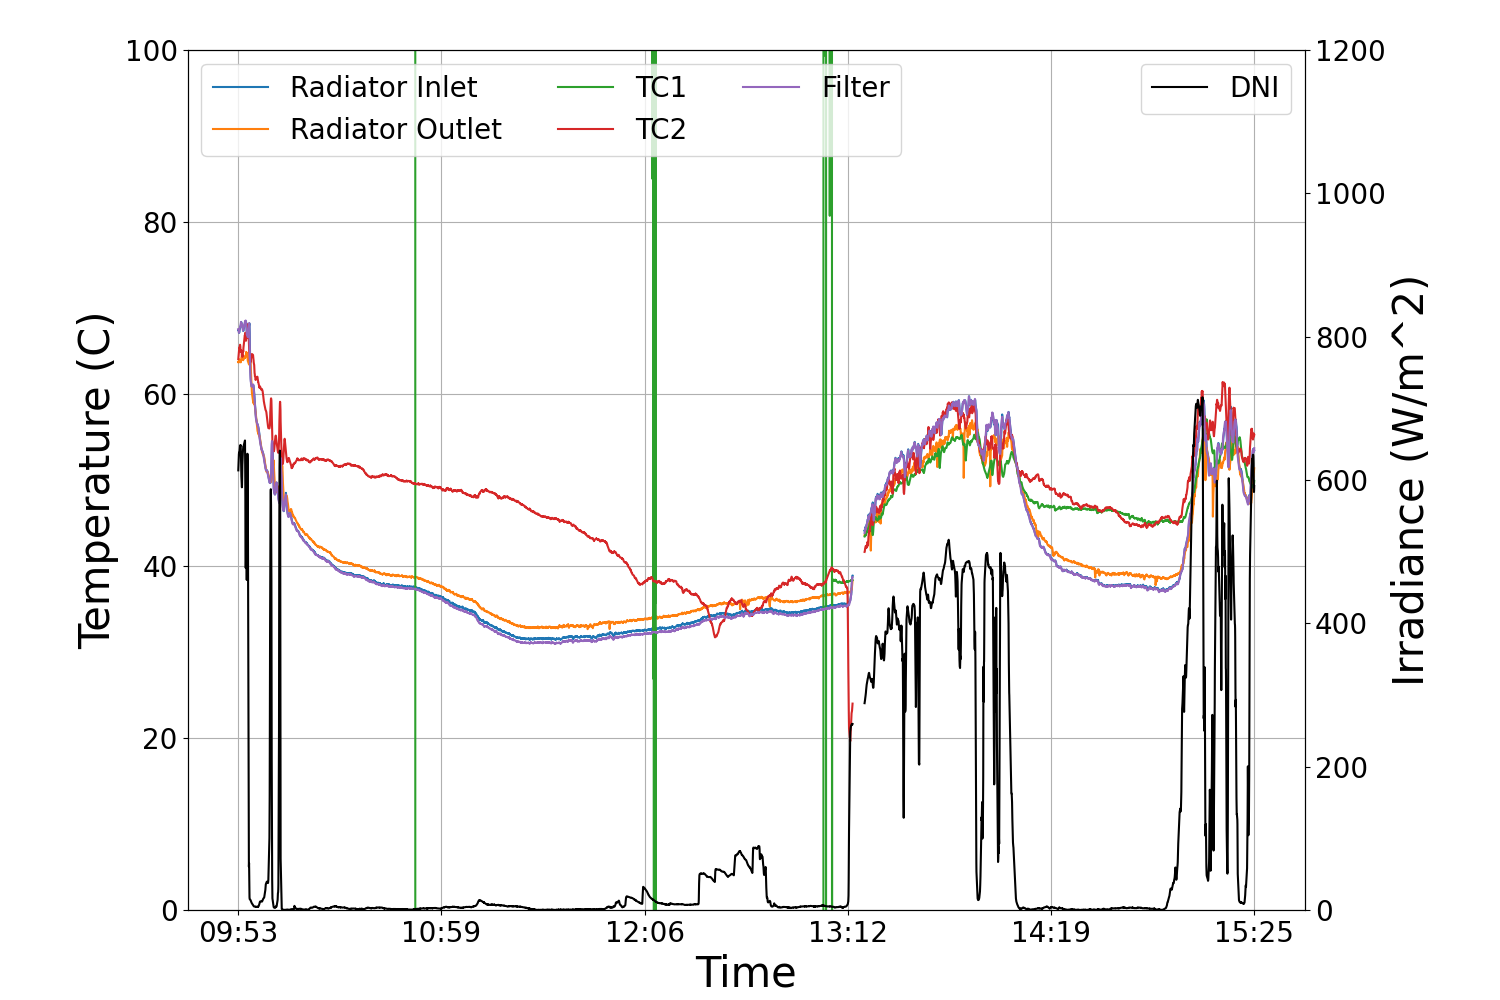 Radiator Inlet
Radiator Outlet
TC1
TC2
Filter
DNI
Temperature (C)
100
80
60
40
20
0
Irradiance (W/m^2)
1200
1000
800
600
400
200
0
09:53 10:59 12:06 13:12 14:19 15:25
Time